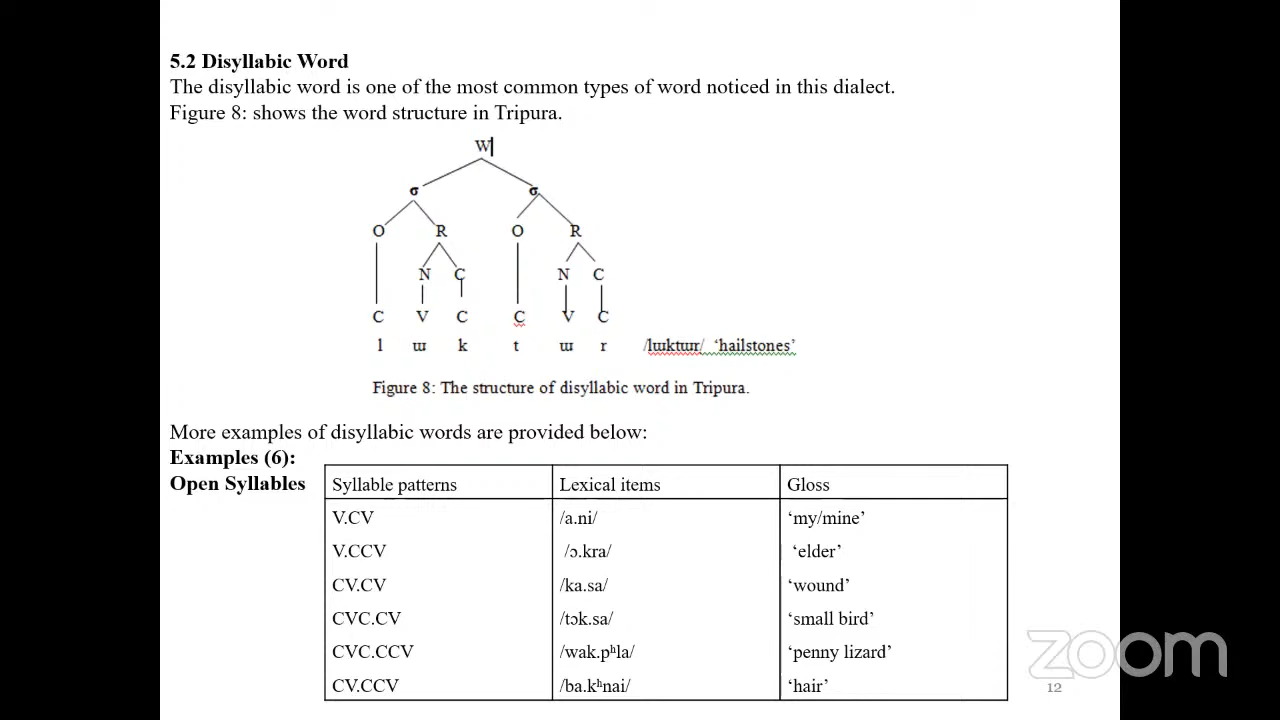 5.2 Disyllabic Word
The disyllabic word is one of the most common types of word noticed in this dialect.
Figure 8: shows the word structure in Tripura.
W
σ σ
O R O R
N C N C
C V C C V C
l ɯ k t ɯ r /lɯktɯr/ ‘hailstones’
Figure 8: The structure of disyllabic word in Tripura.
More examples of disyllabic words are provided below:
Examples (6):
Open Syllables
Syllable patterns Lexical items Gloss
V.CV /a.ni/ ‘my/mine’
V.CCV /ɔ.kra/ ‘elder’
CV.CV /ka.sa/ ‘wound’
CVC.CV /tɔk.sa/ ‘small bird’
CVC.CCV /wak.pʰla/ ‘penny lizard’
CV.CCV /ba.kʰnai/ ‘hair’
zoom
12